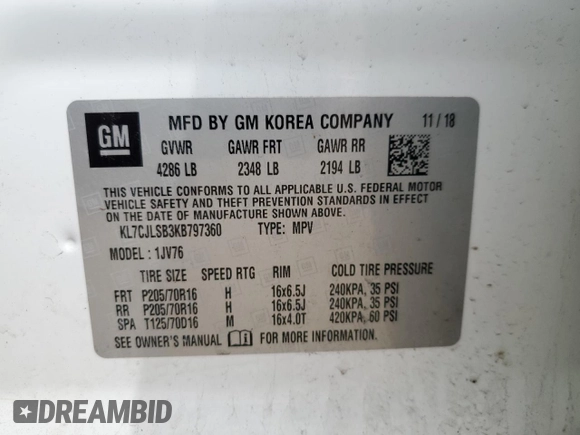 GM
MFD BY GM KOREA COMPANY 11/18
GVWR GAWR FRT GAWR RR
4286 LB 2348 LB 2194 LB
THIS VEHICLE CONFORMS TO ALL APPLICABLE U.S. FEDERAL MOTOR
VEHICLE SAFETY AND THEFT PREVENTION STANDARDS IN EFFECT
ON THE DATE OF MANUFACTURE SHOWN ABOVE.
KL7CJLSB3KB797360 TYPE: MPV
MODEL: 1JV76
TIRE SIZE SPEED RTG RIM COLD TIRE PRESSURE
FRT P205/70R16 H 16x6.5J 240KPA, 35 PSI
RR P205/70R16 H 16x6.5J 240KPA, 35 PSI
SPA T125/70D16 M 16x4.0T 420KPA, 60 PSI
SEE OWNER'S MANUAL FOR MORE INFORMATION.
DREAMBID